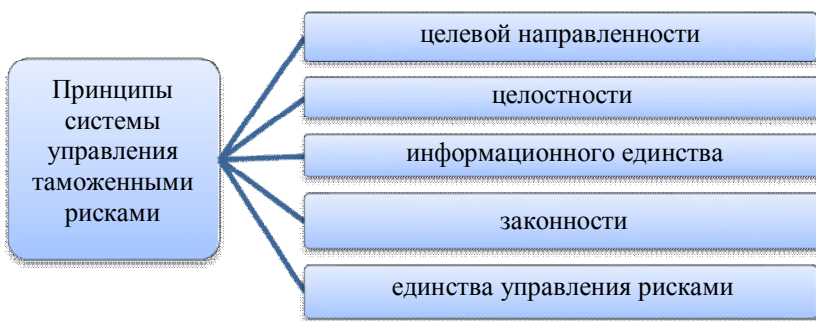 Принципы
системы
управления
таможенными
рисками
целевой направленности
целостности
информационного единства
законности
единства управления рисками